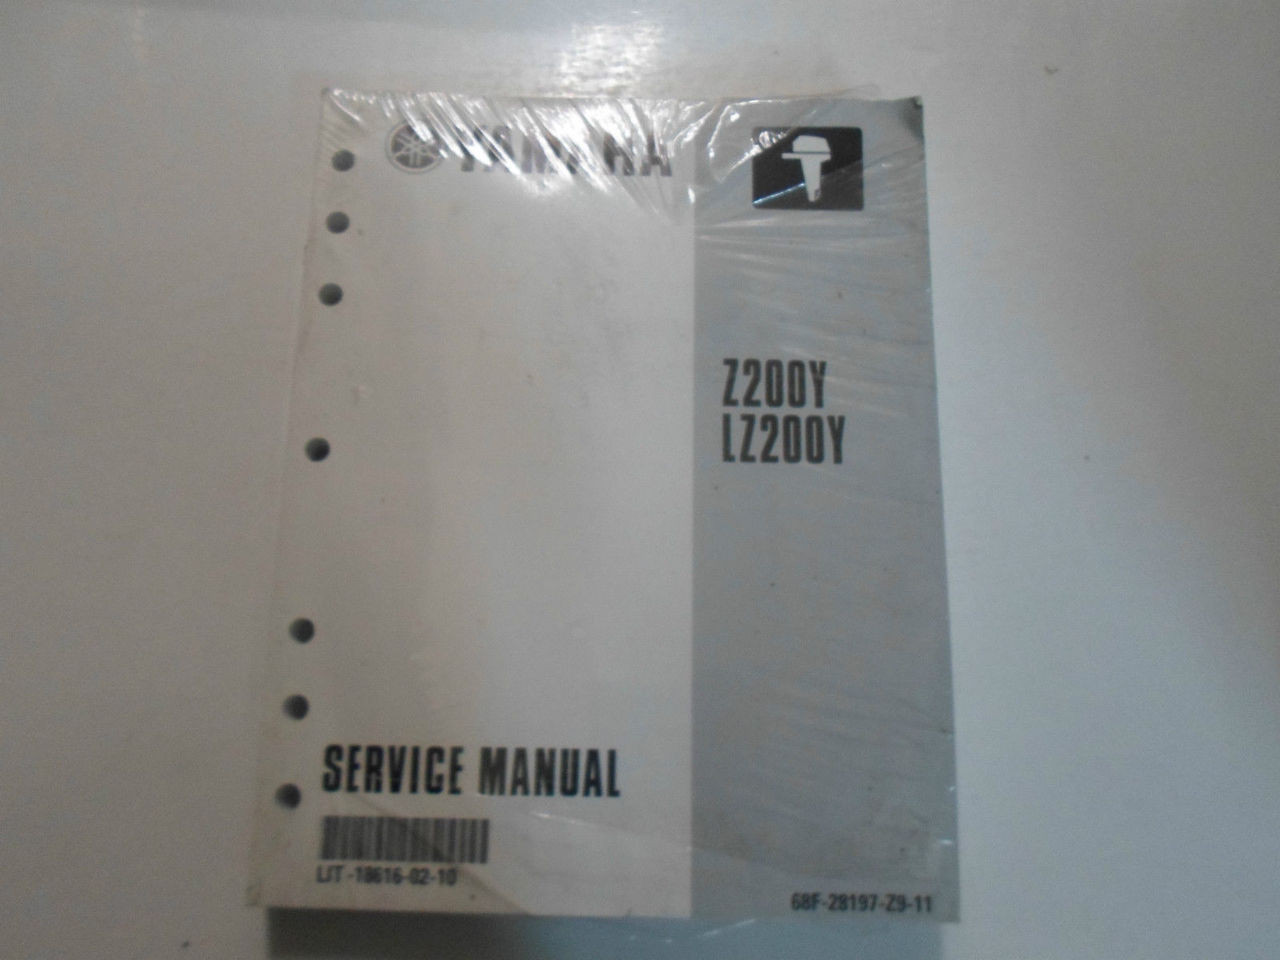 YAMAHA
Z200Y
LZ200Y
SERVICE MANUAL
LIT-18616-02-10
68F-28197-Z9-11